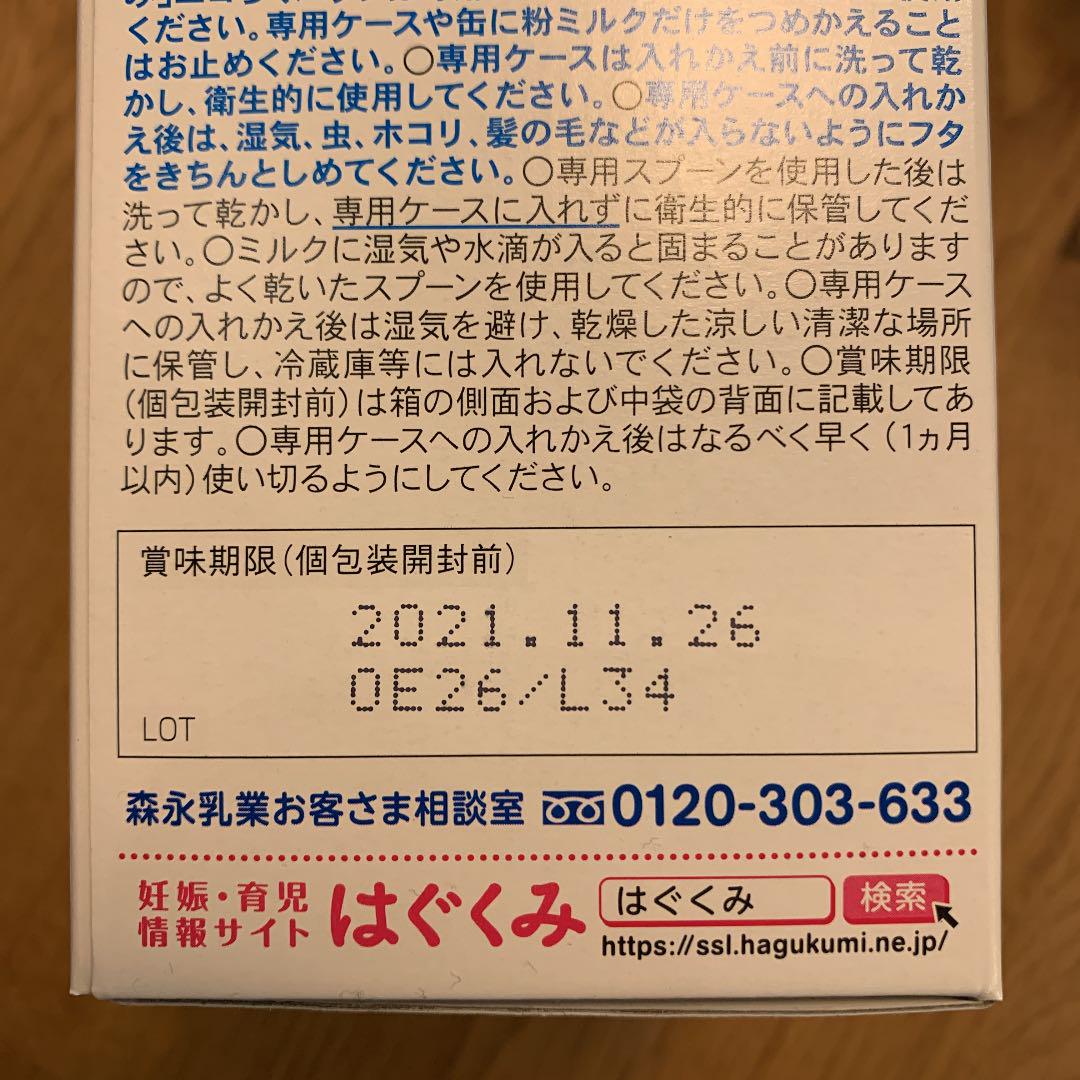 ください。専用ケースや缶に粉ミルクだけをつめかえること
はお止めください。○専用ケースは入れかえ前に洗って乾
かし、衛生的に使用してください。○専用ケースへの入れか
え後は、湿気、虫、ホコリ、髪の毛などが入らないようにフタ
をきちんとしめてください。○専用スプーンを使用した後は
洗って乾かし、専用ケースに入れずに衛生的に保管してくだ
さい。○ミルクに湿気や水滴が入ると固まることがあります
ので、よく乾いたスプーンを使用してください。○専用ケース
への入れかえ後は湿気を避け、乾燥した涼しい清潔な場所
に保管し、冷蔵庫等には入れないでください。○賞味期限
(個包装開封前)は箱の側面および中袋の背面に記載してあ
ります。○専用ケースへの入れかえ後はなるべく早く(1ヵ月
以内)使い切るようにしてください。
賞味期限(個包装開封前)
2021.11.26
0E26/L34
LOT
森永乳業お客さま相談室 0120-303-633
妊娠・育児
情報サイト はぐくみ はぐくみ 検索
https://ssl.hagukumi.ne.jp/